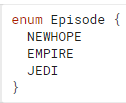 enum Episode {
  NEWHOPE
  EMPIRE
  JEDI
}